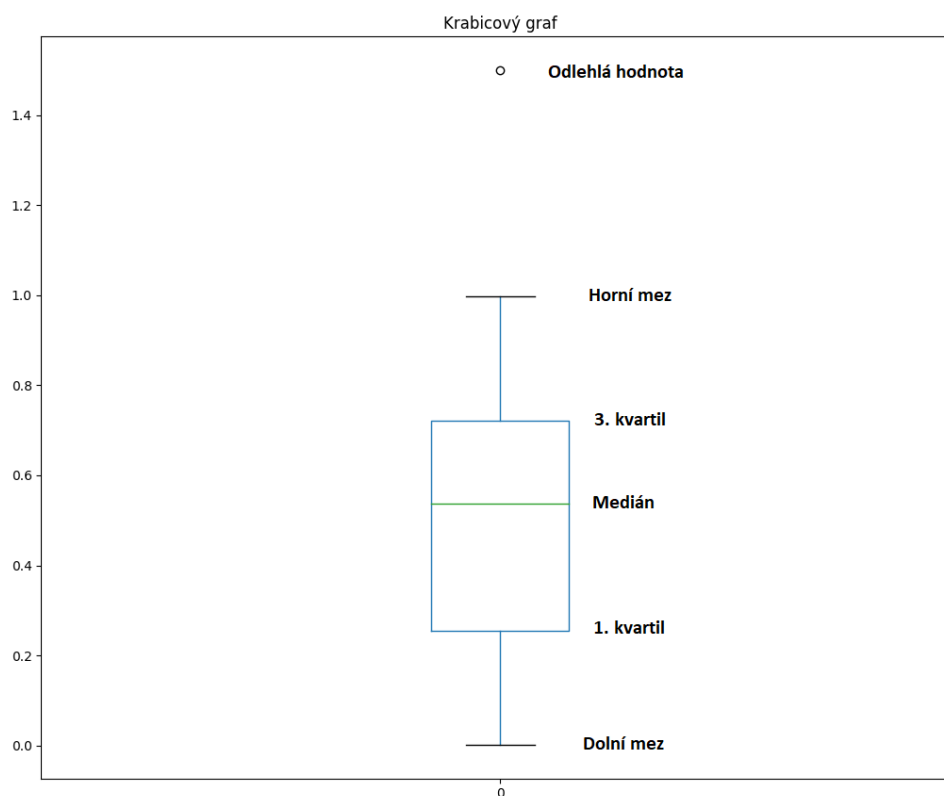 Krabicový graf
Odlehlá hodnota
1.4
1.2
1.0
Horní mez
0.8
3. kvartil
0.6
Medián
0.4
1. kvartil
0.2
0.0
Dolní mez
0